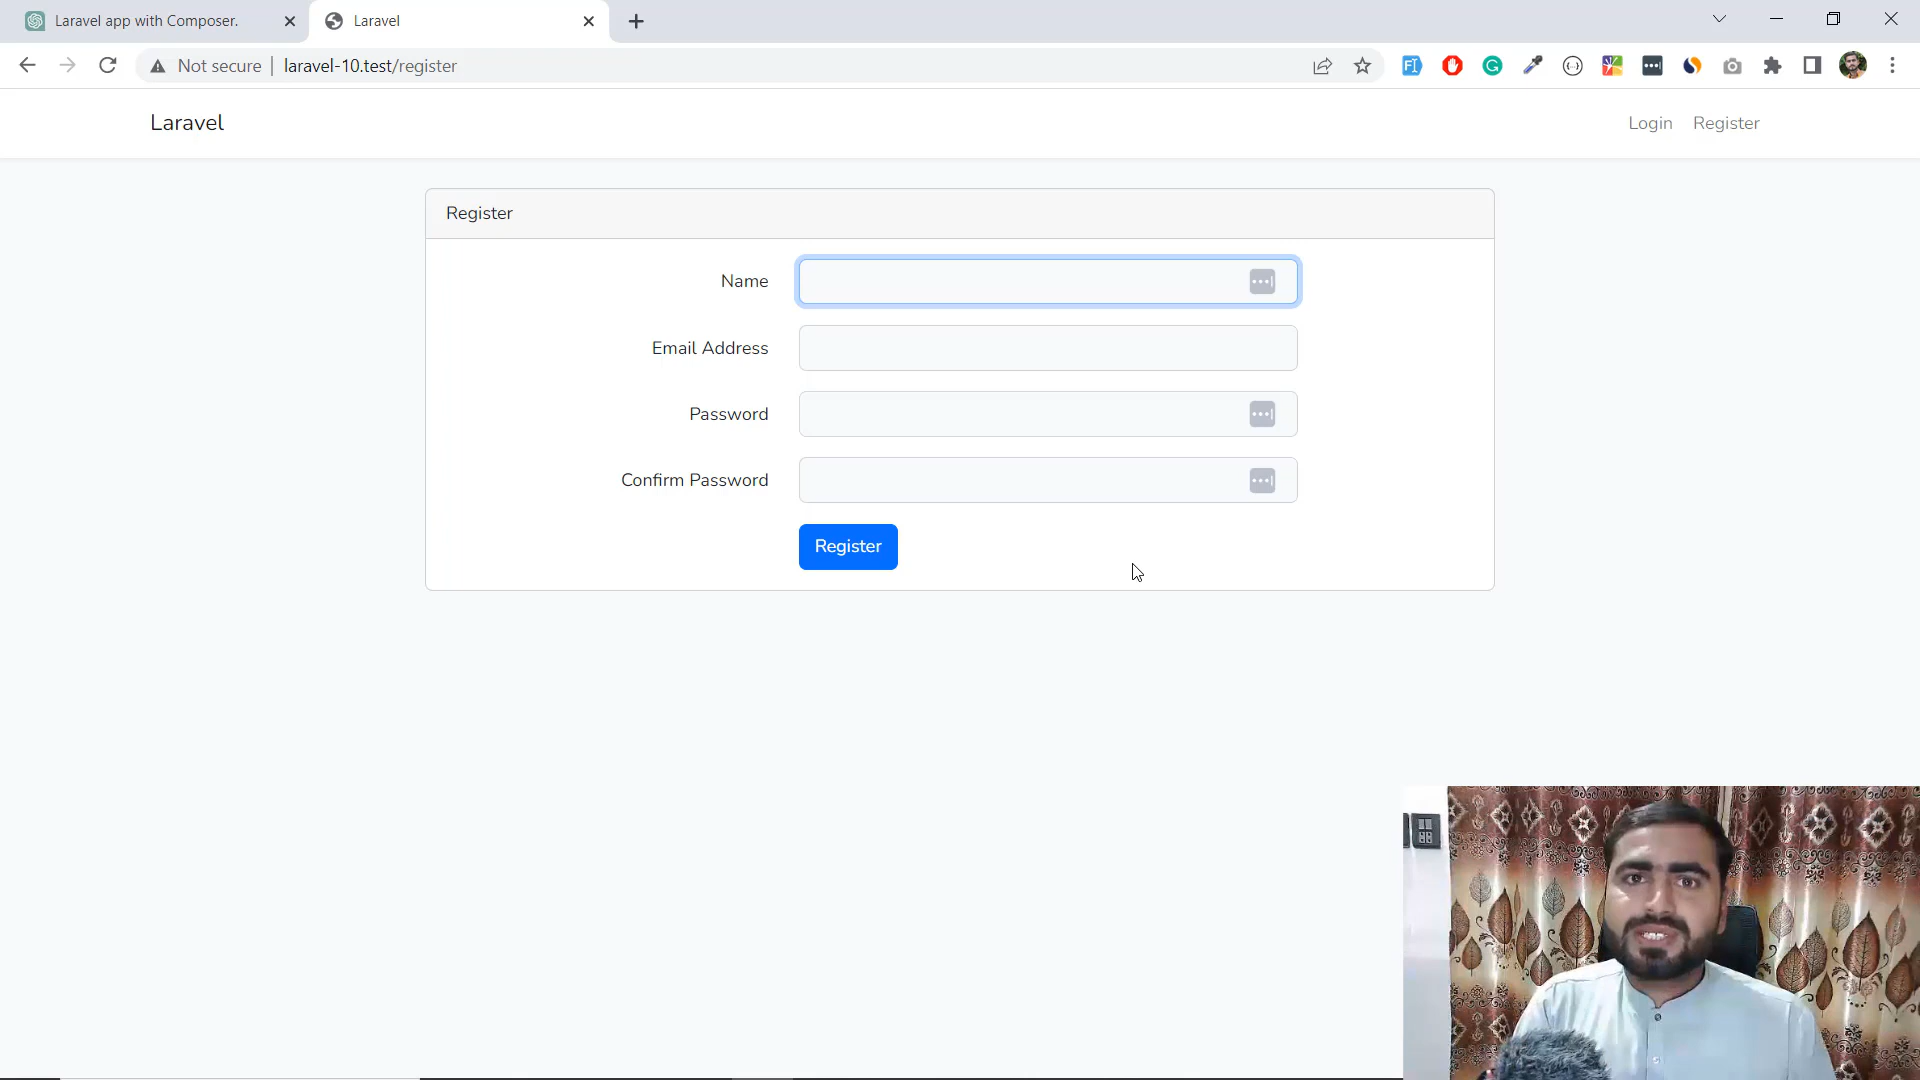 Laravel app with Composer.
Laravel
Not secure
laravel-10.test/register
Laravel
Login
Register
Register
Name
Email Address
Password
Confirm Password
Register